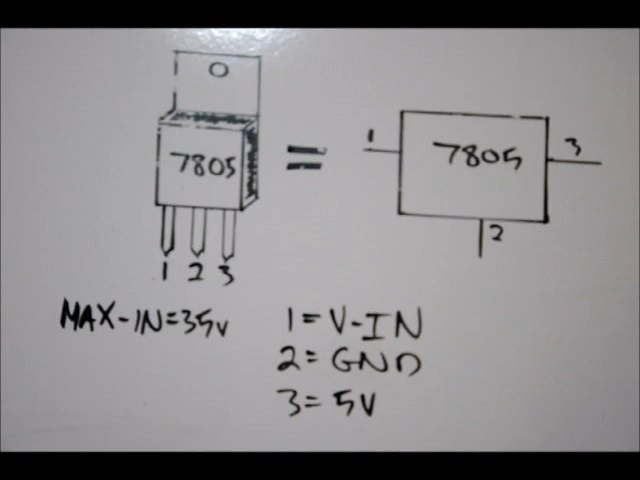 7805
1 2 3
=
1 7805 3
2
MAX-IN=35V
1=V-IN
2=GND
3=5V